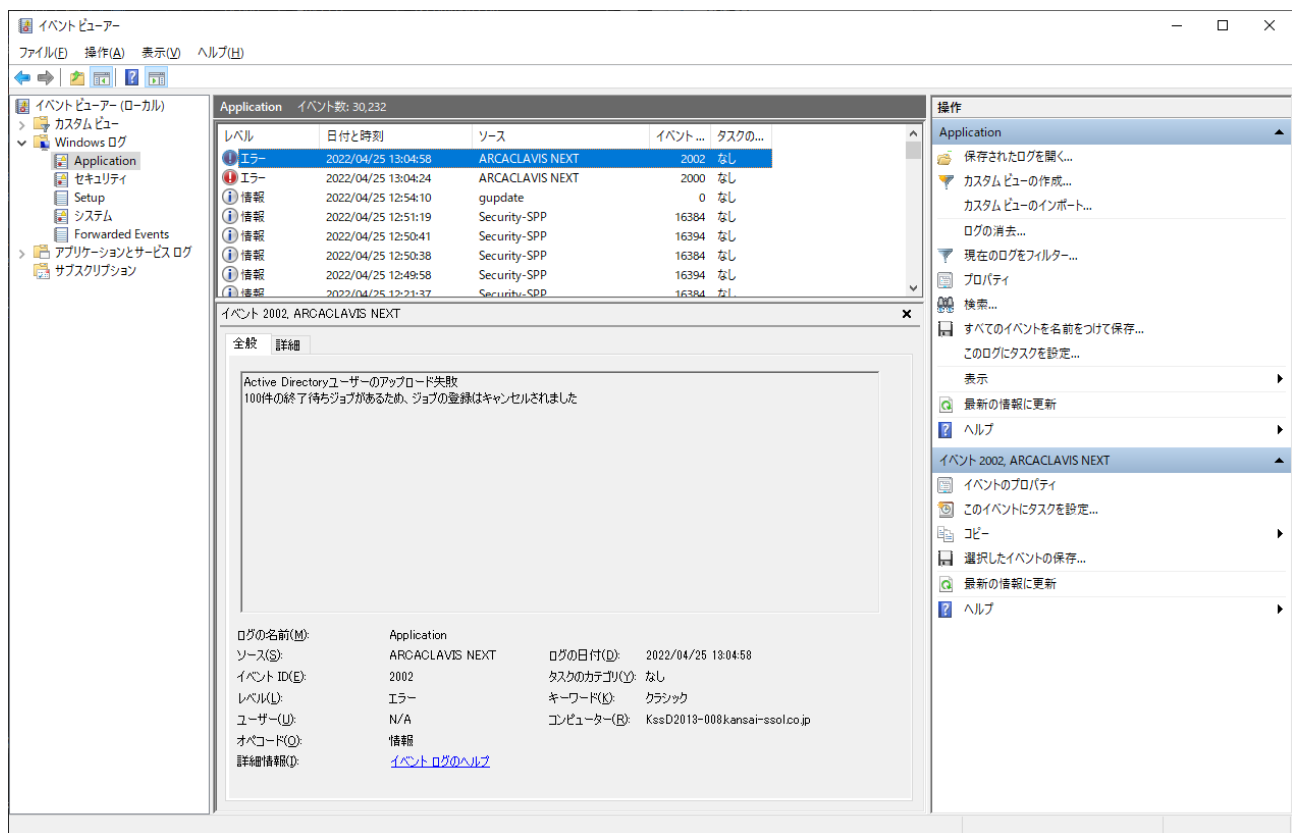 イベント ビューアー
ファイル(F) 操作(A) 表示(V) ヘルプ(H)
イベント ビューアー (ローカル)
カスタム ビュー
Windows ログ
Application
セキュリティ
Setup
システム
Forwarded Events
アプリケーションとサービス ログ
サブスクリプション
Application イベント数: 30,232
レベル 日付と時刻 ソース イベント ... タスクの...
エラー 2022/04/25 13:04:58 ARCACLAVIS NEXT 2002 なし
エラー 2022/04/25 13:04:24 ARCACLAVIS NEXT 2000 なし
情報 2022/04/25 12:54:10 gupdate 0 なし
情報 2022/04/25 12:51:19 Security-SPP 16384 なし
情報 2022/04/25 12:50:41 Security-SPP 16394 なし
情報 2022/04/25 12:50:38 Security-SPP 16384 なし
情報 2022/04/25 12:49:58 Security-SPP 16394 なし
情報 2022/04/25 12:21:37 Security-SPP 16384 なし
イベント 2002, ARCACLAVIS NEXT
全般 詳細
Active Directoryユーザーのアップロード失敗
100件の終了待ちジョブがあるため、ジョブの登録はキャンセルされました
ログの名前(M): Application
ソース(S): ARCACLAVIS NEXT ログの日付(D): 2022/04/25 13:04:58
イベント ID(E): 2002 タスクのカテゴリ(Y): なし
レベル(L): エラー キーワード(K): クラシック
ユーザー(U): N/A コンピューター(R): KssD2013-008.kansai-ssol.co.jp
オペコード(O): 情報
詳細情報(I): イベント ログのヘルプ
操作
Application
保存されたログを開く...
カスタム ビューの作成...
カスタム ビューのインポート...
ログの消去...
現在のログをフィルター...
プロパティ
検索...
すべてのイベントを名前をつけて保存...
このログにタスクを設定...
表示
最新の情報に更新
ヘルプ
イベント 2002, ARCACLAVIS NEXT
イベントのプロパティ
このイベントにタスクを設定...
コピー
選択したイベントの保存...
最新の情報に更新
ヘルプ